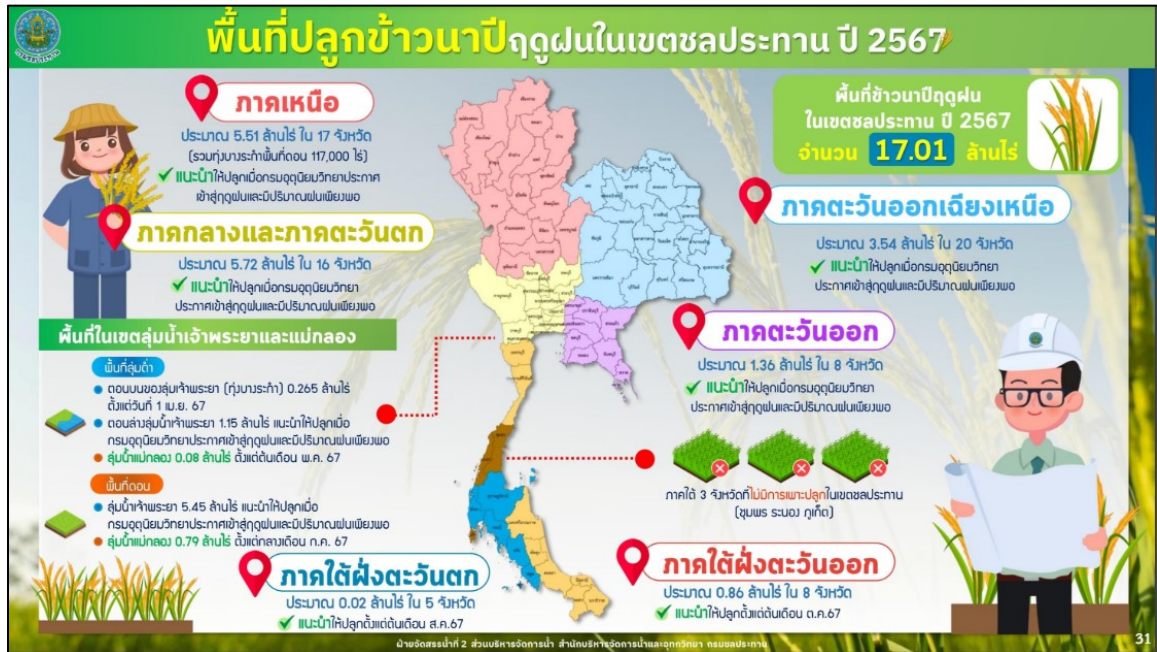 พื้นที่ปลูกข้าวนาปีฤดูฝนในเขตชลประทาน ปี 2567
กรมชลประทาน
ภาคเหนือ
ประมาณ 5.51 ล้านไร่ ใน 17 จังหวัด
(รวมทุ่งบางระกำพื้นที่ดอน 117,000 ไร่)
แนะนำให้ปลูกเมื่อกรมอุตุนิยมวิทยาประกาศ
เข้าสู่ฤดูฝนและมีปริมาณฝนเพียงพอ
ภาคกลางและภาคตะวันตก
ประมาณ 5.72 ล้านไร่ ใน 16 จังหวัด
แนะนำให้ปลูกเมื่อกรมอุตุนิยมวิทยา
ประกาศเข้าสู่ฤดูฝนและมีปริมาณฝนเพียงพอ
พื้นที่ในเขตลุ่มน้ำเจ้าพระยาและแม่กลอง
พื้นที่ลุ่มต่ำ
ตอนบนของลุ่มเจ้าพระยา (ทุ่งบางระกำ) 0.265 ล้านไร่
ตั้งแต่วันที่ 1 เม.ย. 67
ตอนล่างลุ่มน้ำเจ้าพระยา 1.15 ล้านไร่ แนะนำให้ปลูกเมื่อ
กรมอุตุนิยมวิทยาประกาศเข้าสู่ฤดูฝนและมีปริมาณฝนเพียงพอ
ลุ่มน้ำแม่กลอง 0.08 ล้านไร่ ตั้งแต่ต้นเดือน พ.ค. 67
พื้นที่ดอน
ลุ่มน้ำเจ้าพระยา 5.45 ล้านไร่ แนะนำให้ปลูกเมื่อ
กรมอุตุนิยมวิทยาประกาศเข้าสู่ฤดูฝนและมีปริมาณฝนเพียงพอ
ลุ่มน้ำแม่กลอง 0.79 ล้านไร่ ตั้งแต่กลางเดือน ก.ค. 67
พื้นที่ข้าวนาปีฤดูฝน
ในเขตชลประทาน ปี 2567
จำนวน 17.01 ล้านไร่
ภาคตะวันออกเฉียงเหนือ
ประมาณ 3.54 ล้านไร่ ใน 20 จังหวัด
แนะนำให้ปลูกเมื่อกรมอุตุนิยมวิทยา
ประกาศเข้าสู่ฤดูฝนและมีปริมาณฝนเพียงพอ
ภาคตะวันออก
ประมาณ 1.36 ล้านไร่ ใน 8 จังหวัด
แนะนำให้ปลูกเมื่อกรมอุตุนิยมวิทยา
ประกาศเข้าสู่ฤดูฝนและมีปริมาณฝนเพียงพอ
ภาคใต้ 3 จังหวัดที่ไม่มีการเพาะปลูกในเขตชลประทาน
(ชุมพร ระนอง ภูเก็ต)
ภาคใต้ฝั่งตะวันตก
ประมาณ 0.02 ล้านไร่ ใน 5 จังหวัด
แนะนำให้ปลูกตั้งแต่ต้นเดือน ส.ค.67
ภาคใต้ฝั่งตะวันออก
ประมาณ 0.86 ล้านไร่ ใน 8 จังหวัด
แนะนำให้ปลูกตั้งแต่ต้นเดือน ต.ค.67
ฝ่ายจัดสรรน้ำที่ 2 ส่วนบริหารจัดการน้ำ สำนักบริหารจัดการน้ำและอุทกวิทยา กรมชลประทาน
31